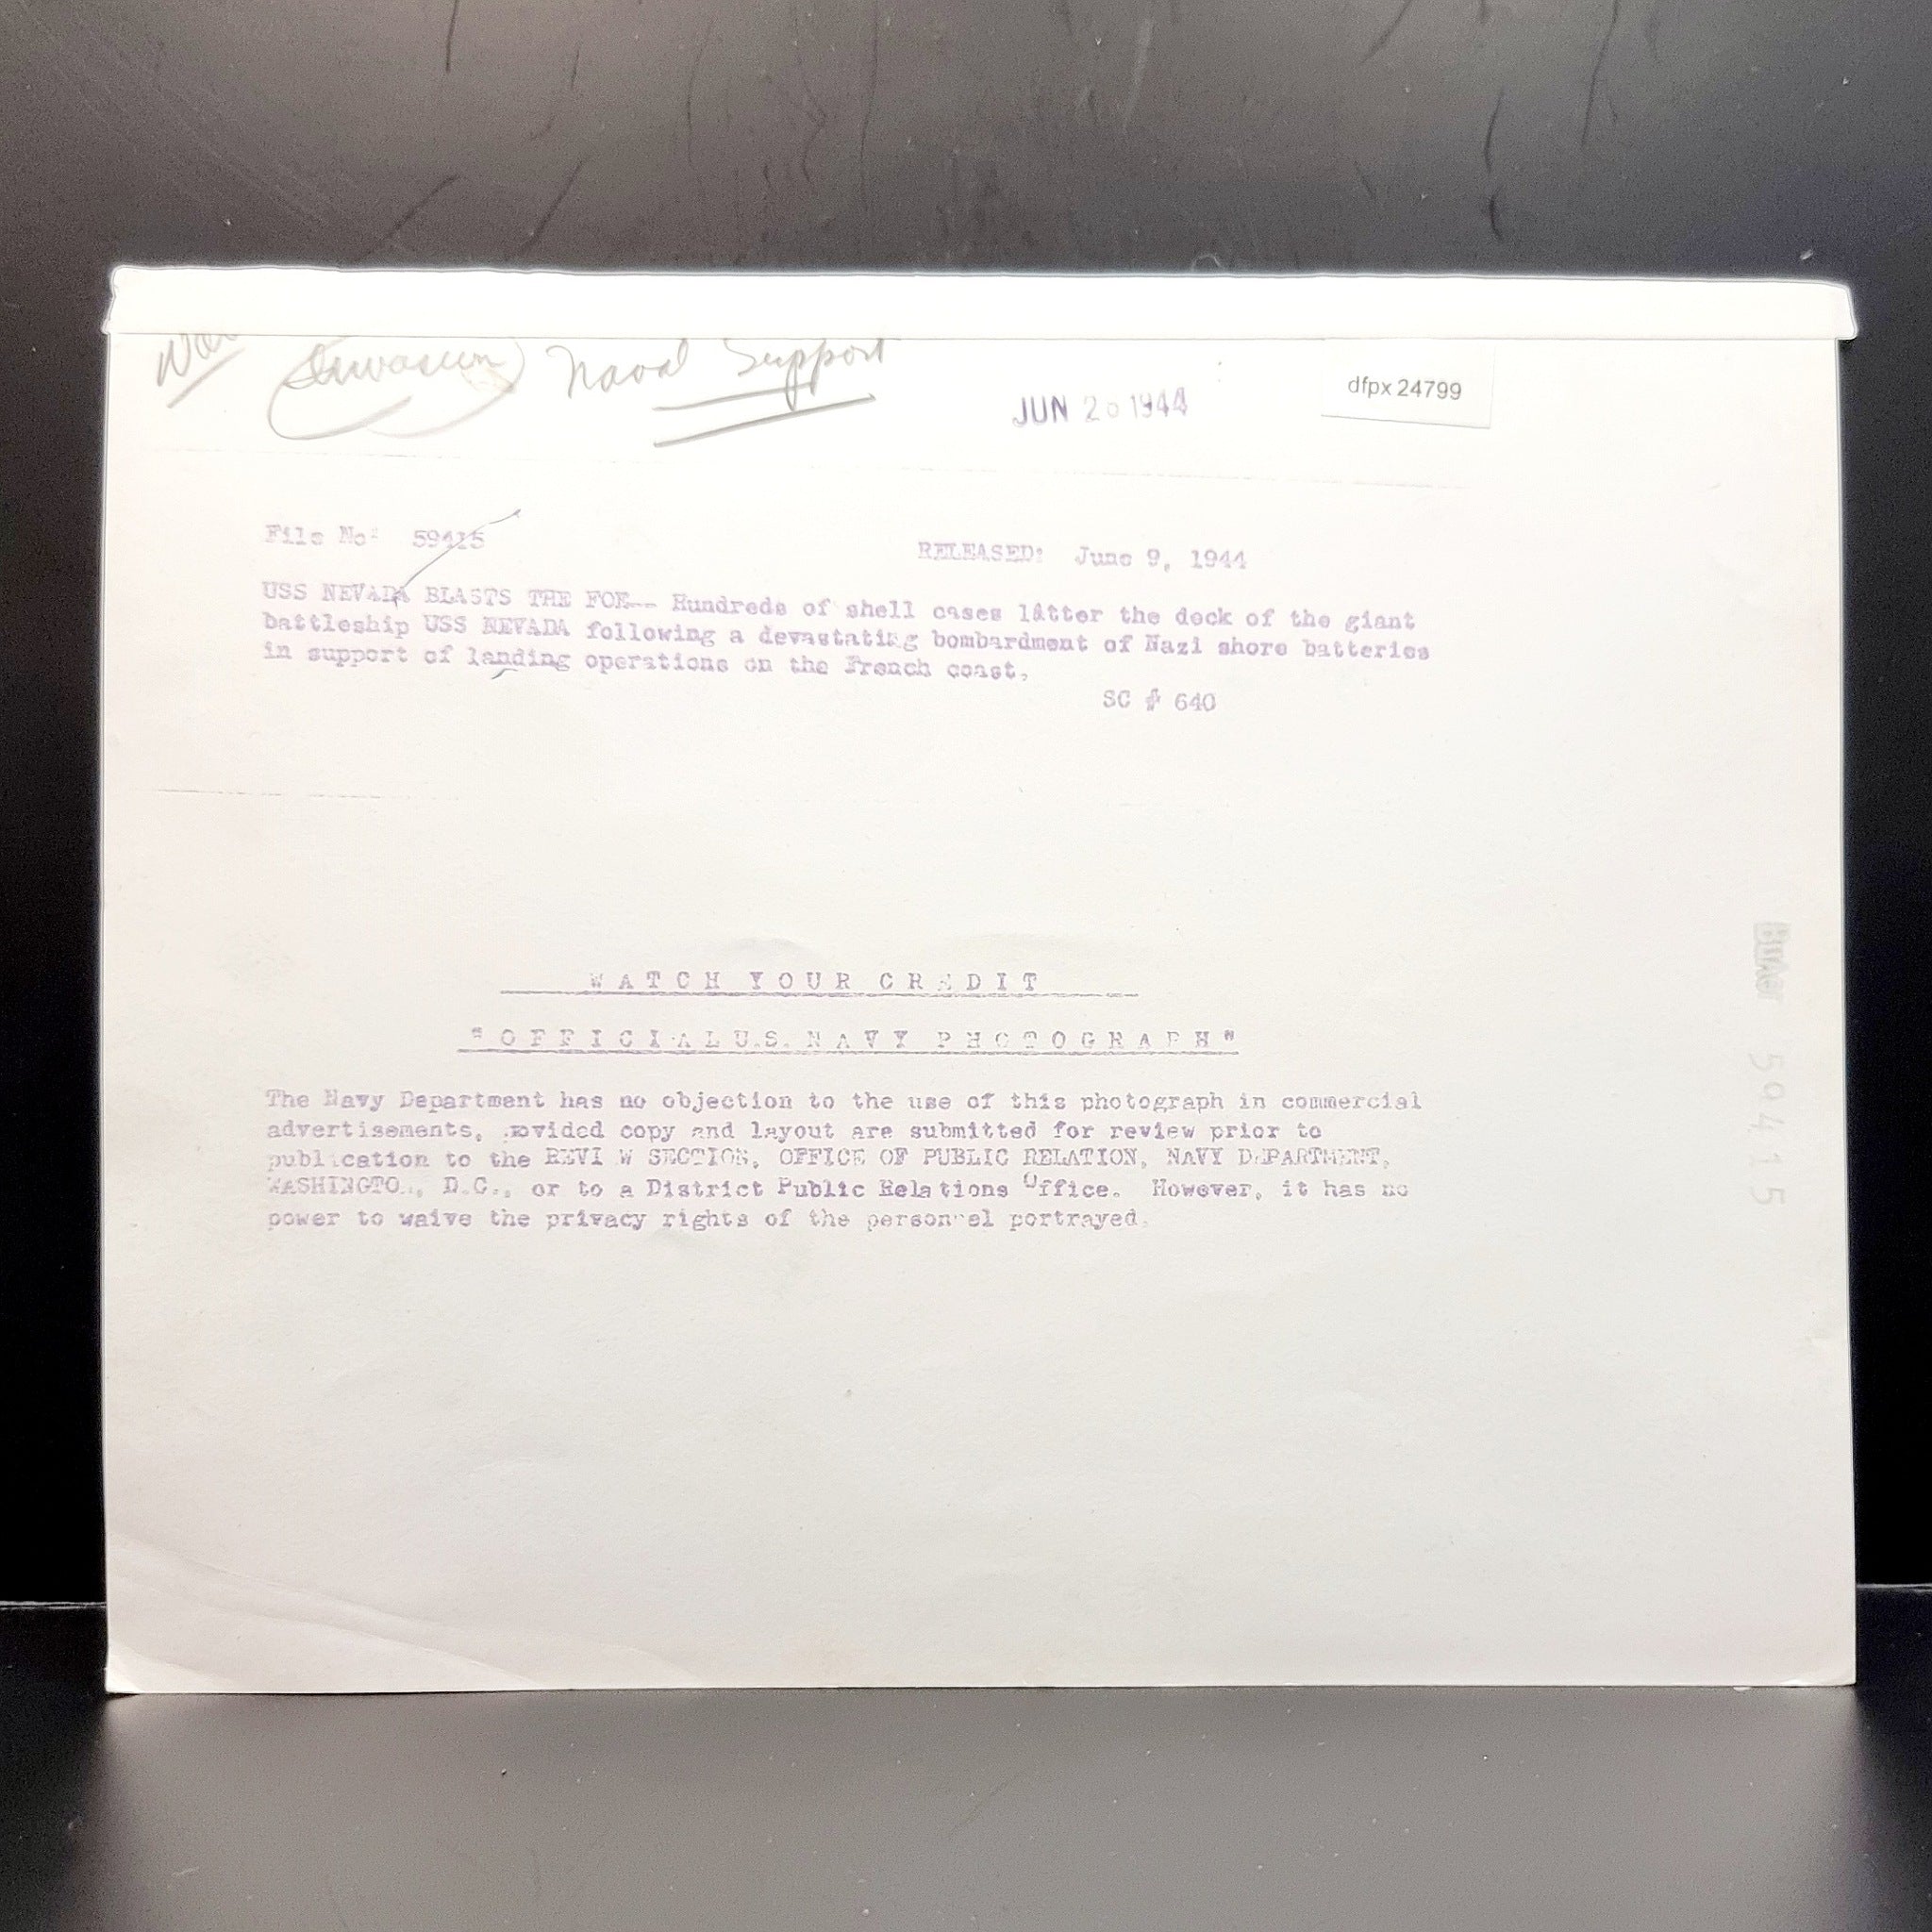 War (Invasion) Naval Support
JUN 20 1944
dfpx 24799
File No: 59415
RELEASED: June 9, 1944
USS NEVADA BLASTS THE FOE-- Hundreds of shell cases litter the deck of the giant
battleship USS NEVADA following a devastating bombardment of Nazi shore batteries
in support of landing operations on the French coast.
SC # 640
WATCH YOUR CREDIT
"OFFICIAL U.S. NAVY PHOTOGRAPH"
The Navy Department has no objection to the use of this photograph in commercial
advertisements, rovided copy and layout are submitted for review prior to
publication to the REVI W SECTION, OFFICE OF PUBLIC RELATION, NAVY DEPARTMENT,
WASHINGTO., D.C., or to a District Public Relations Office. However, it has no
power to waive the privacy rights of the personnel portrayed.
59415